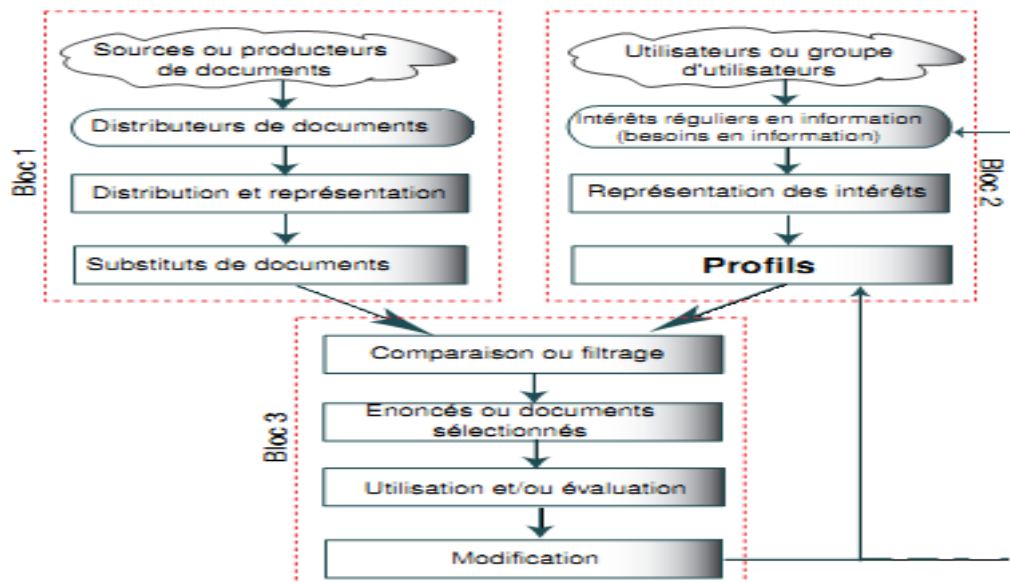 Bloc 1
Sources ou producteurs
de documents
Distributeurs de documents
Distribution et représentation
Substituts de documents
Utilisateurs ou groupe
d'utilisateurs
Intérêts réguliers en information
(besoins en information)
Représentation des intérêts
Profils
Bloc 2
Bloc 3
Comparaison ou filtrage
Enoncés ou documents
sélectionnés
Utilisation et/ou évaluation
Modification